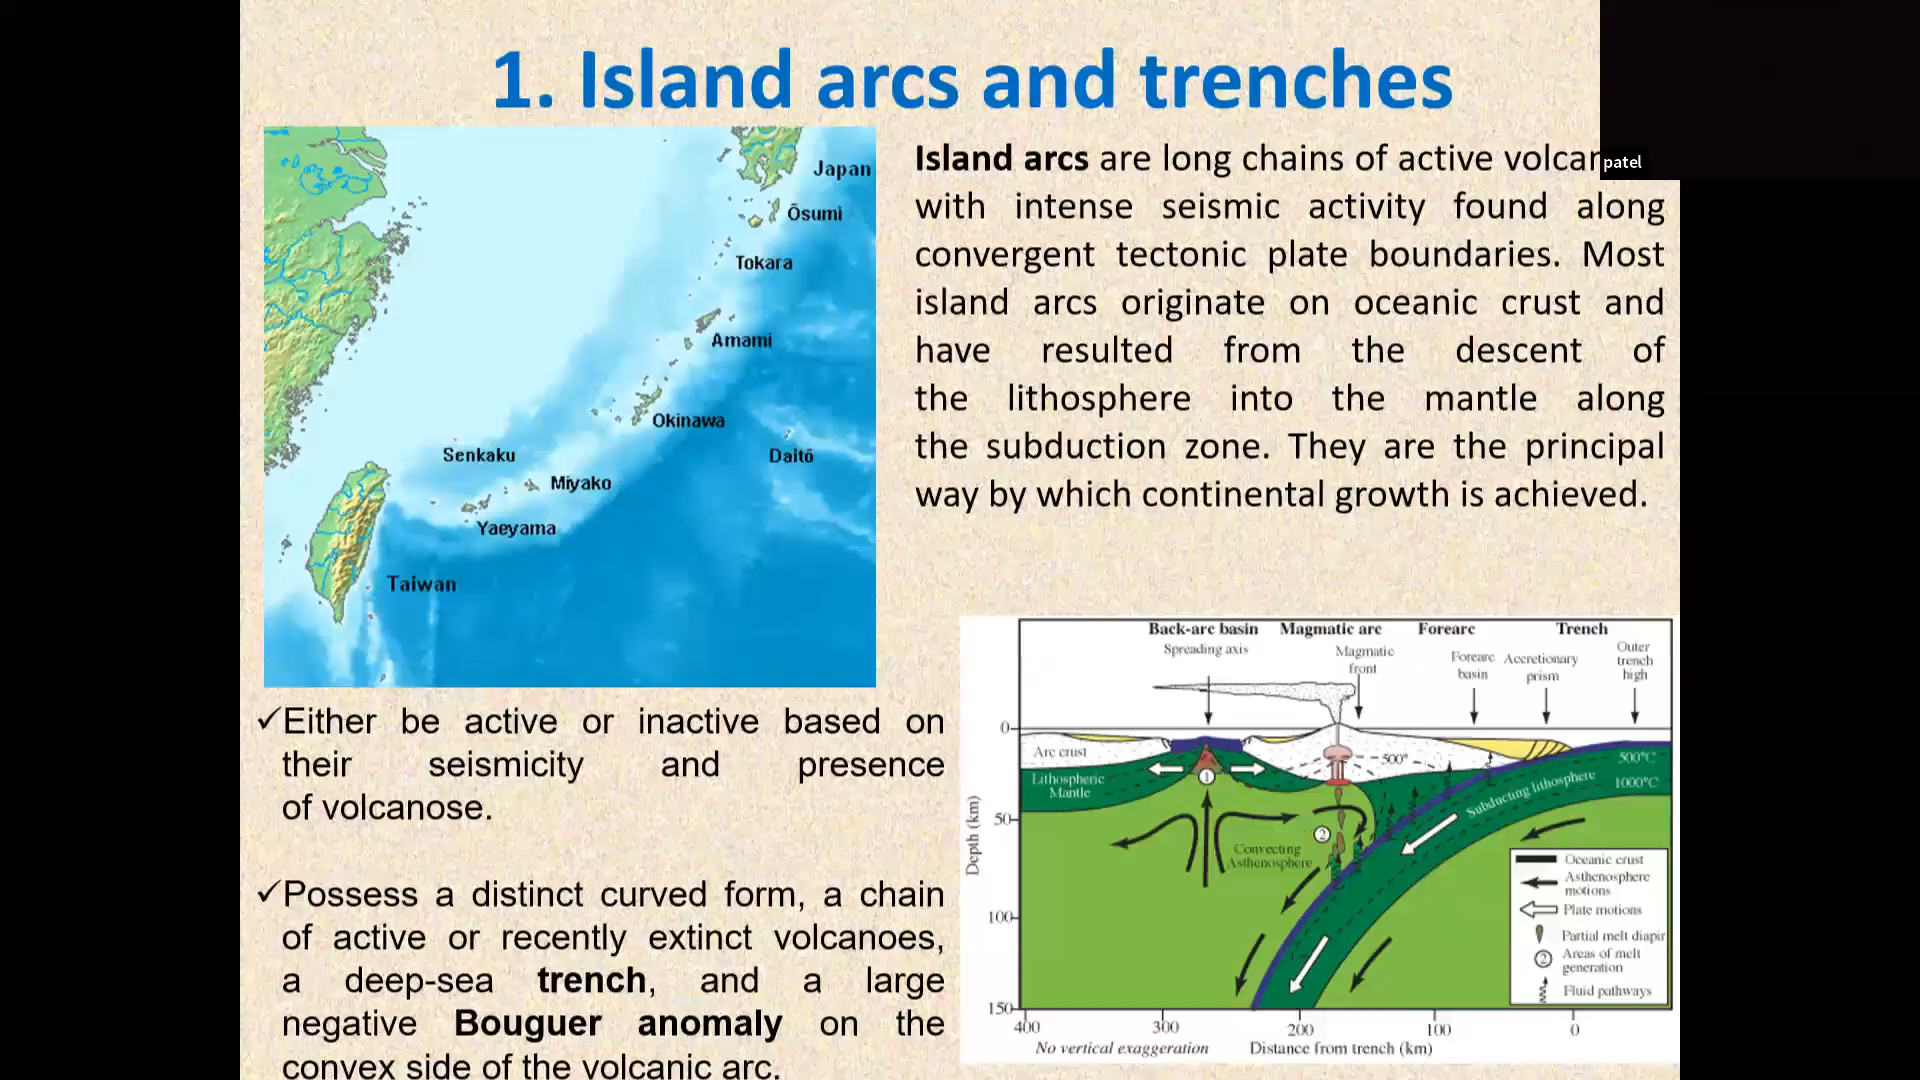 1. Island arcs and trenches
Japan
Ōsumi
Tokara
Amami
Okinawa
Daitō
Senkaku
Miyako
Yaeyama
Taiwan
Island arcs are long chains of active
patel
with intense seismic activity found along
convergent tectonic plate boundaries. Most
island arcs originate on oceanic crust and
have resulted from the descent of
the lithosphere into the mantle along
the subduction zone. They are the principal
way by which continental growth is achieved.
✓Either be active or inactive based on
their seismicity and presence
of volcanose.
✓Possess a distinct curved form, a chain
of active or recently extinct volcanoes,
a deep-sea trench, and a large
negative Bouguer anomaly on the
convex side of the volcanic arc.
Back-arc basin Magmatic arc Forearc Trench
Spreading axis
Magmatic
front
Forearc
basin
Accretionary
prism
Outer
trench
high
0
50
100
150
Depth (km)
Arc crust
Lithospheric
Mantle
1
500°
500°C
1000°C
Subducting lithosphere
2
Convecting
Asthenosphere
Oceanic crust
Asthenosphere
motions
Plate motions
Partial melt diapir
2
Areas of melt
generation
Fluid pathways
400 300 200 100 0
No vertical exaggeration Distance from trench (km)